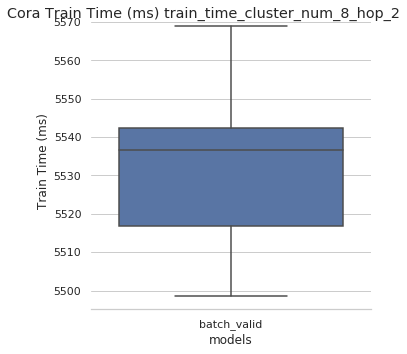 Cora Train Time (ms) train_time_cluster_num_8_hop_2
5570
5560
5550
5540
5530
5520
5510
5500
Train Time (ms)
batch_valid
models